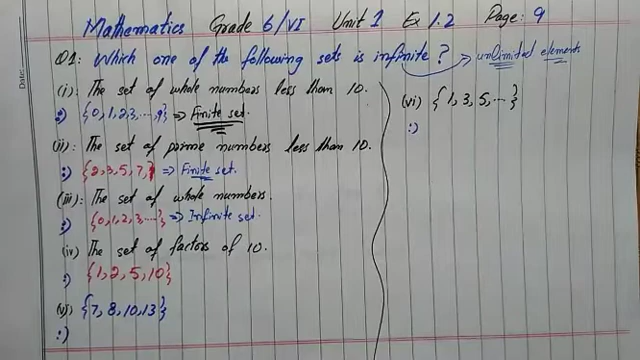 Mathematics Grade 6/VI Unit 1 Ex 1.2 Page: 9
Q1: Which one of the following sets is infinite? → unlimited elements
(i): The set of whole numbers less than 10.
:) {0,1,2,3,...,9} ⇒ Finite set.
(ii): The set of prime numbers less than 10.
:) {2,3,5,7,} ⇒ Finite set.
(iii): The set of whole numbers.
:) {0,1,2,3,...} ⇒ Infinite set.
(iv) The set of factors of 10.
:) {1,2,5,10}
(v) {7,8,10,13}
:)
(vi) {1,3,5,...}
:)
Date: